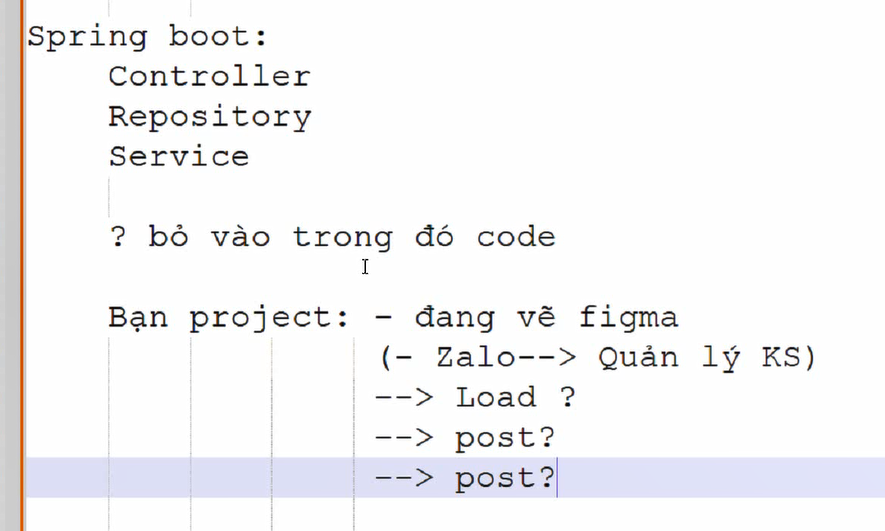 Spring boot:
Controller
Repository
Service
? bỏ vào trong đó code
Bạn project: - đang vẽ figma
(- Zalo--> Quản lý KS)
--> Load ?
--> post?
--> post?